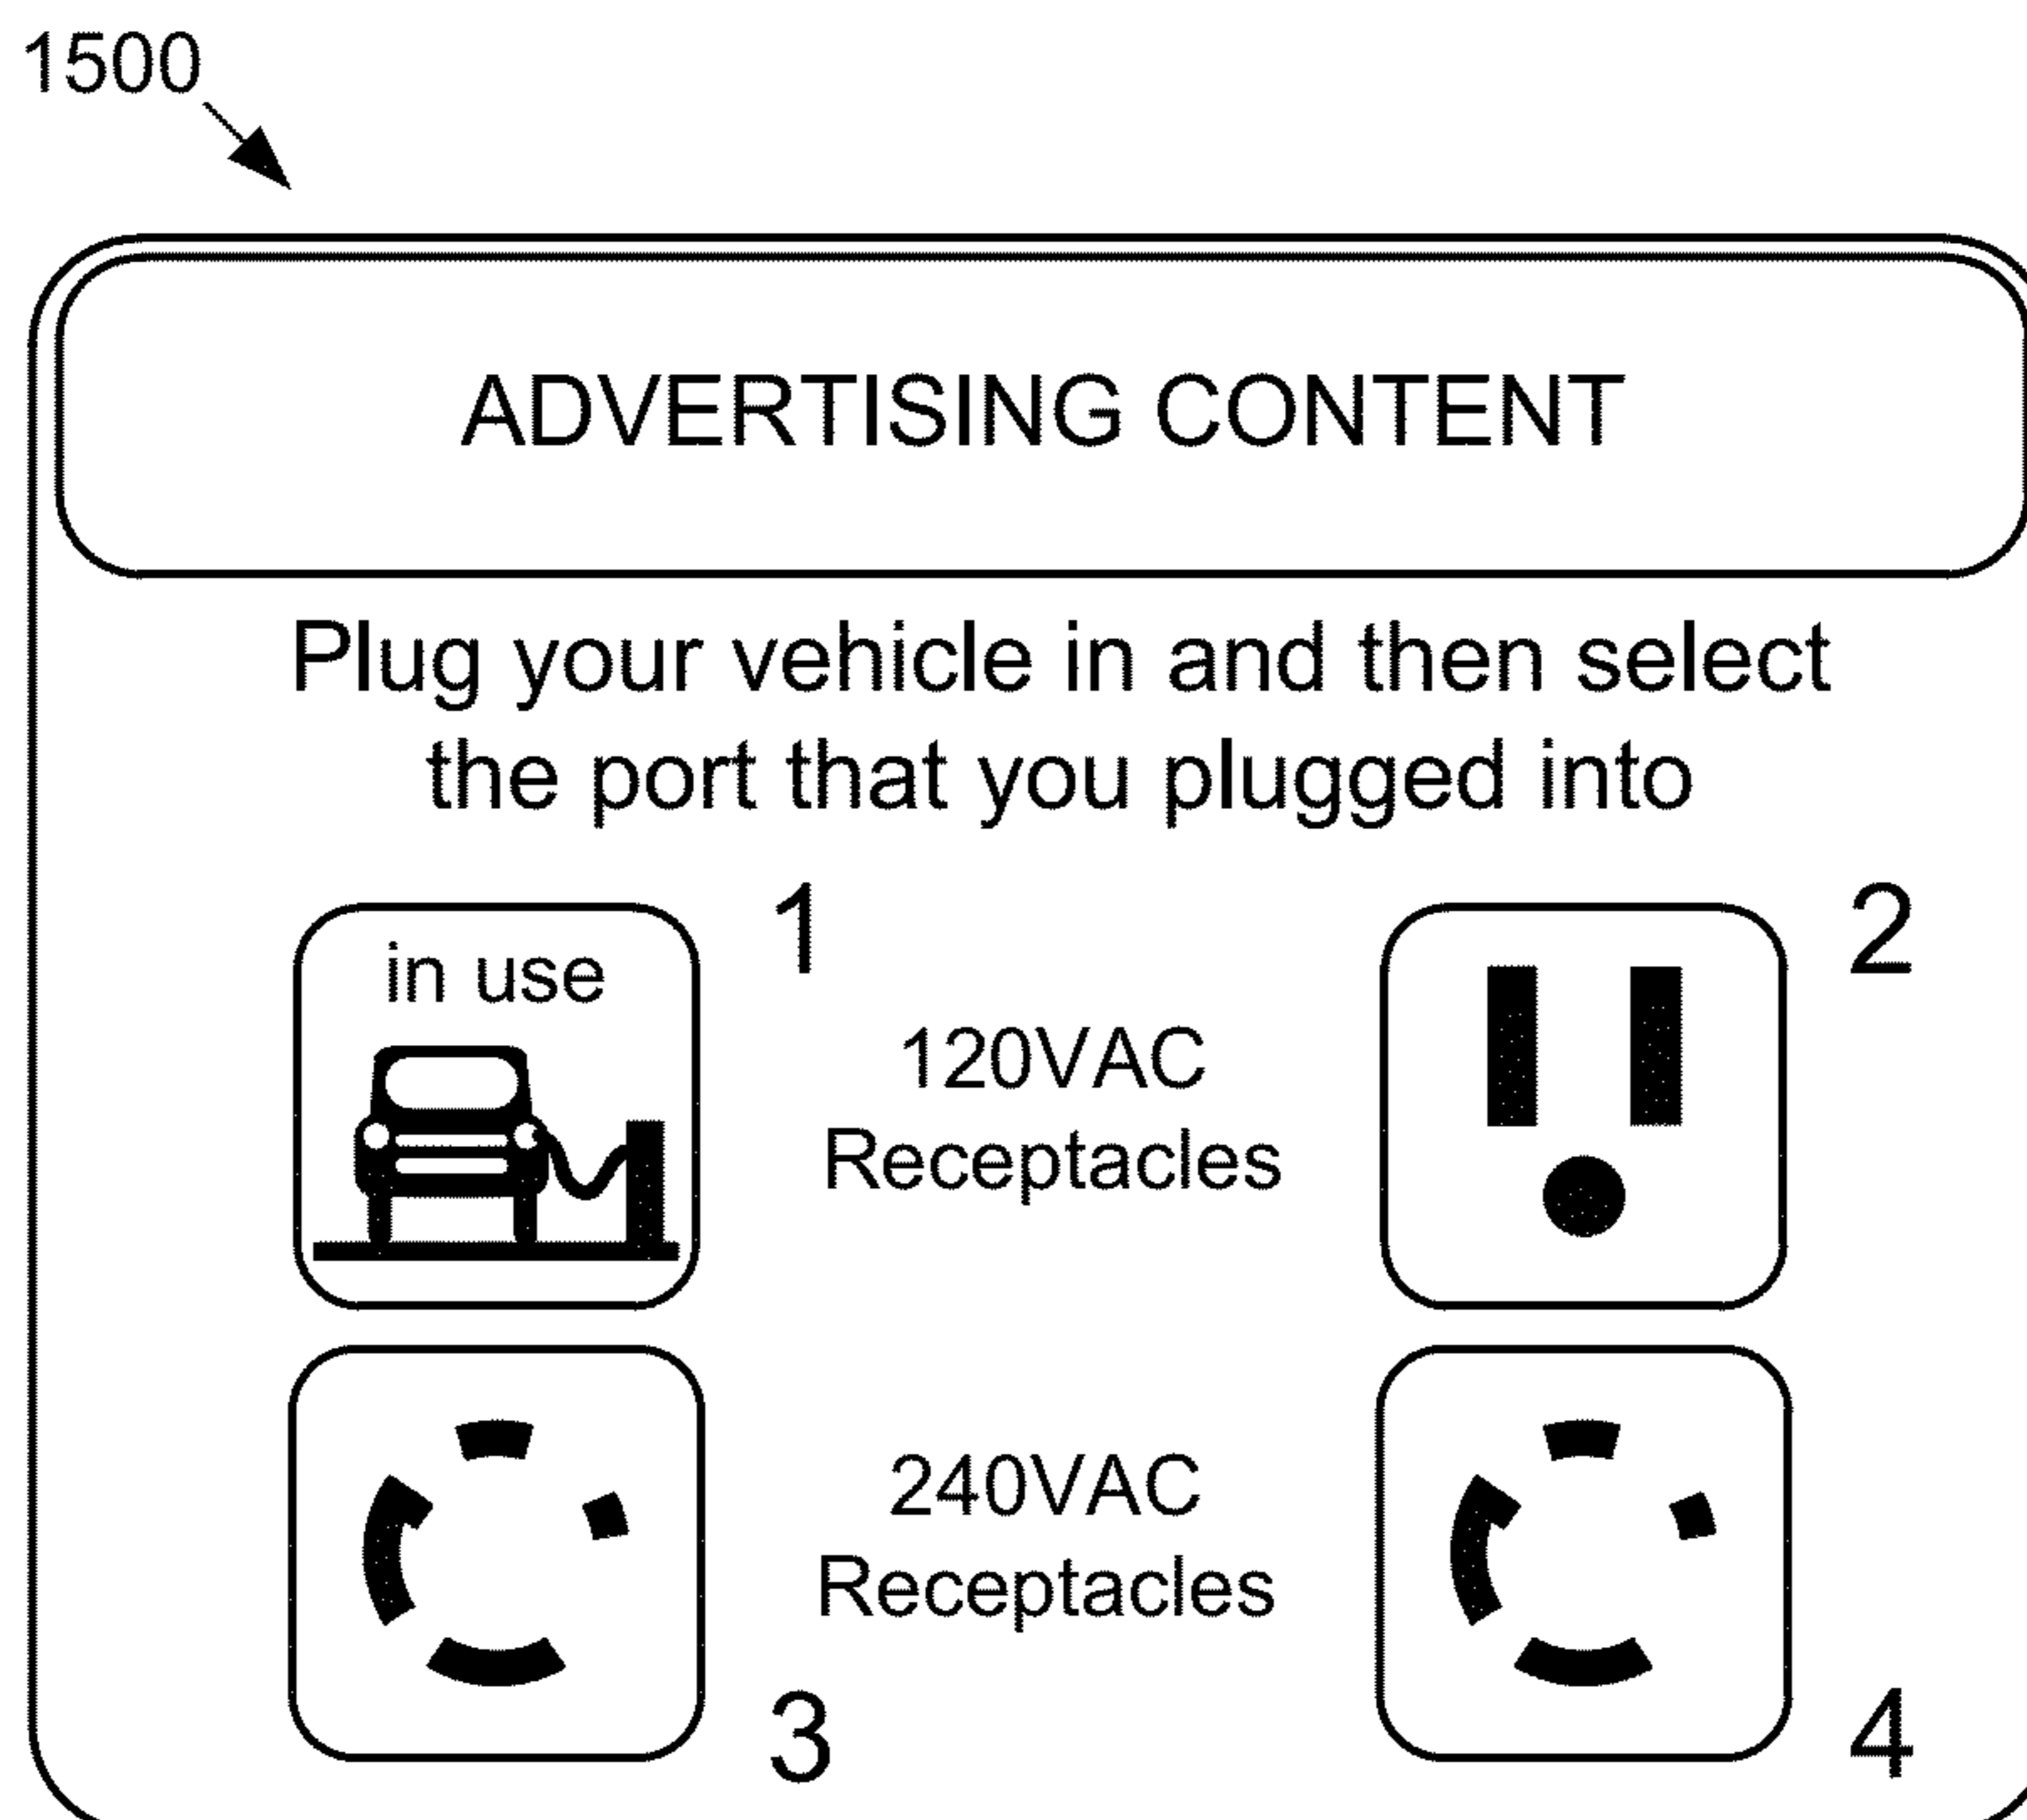 1500
ADVERTISING CONTENT
Plug your vehicle in and then select
the port that you plugged into
in use
1
2
120VAC
Receptacles
240VAC
Receptacles
3
4